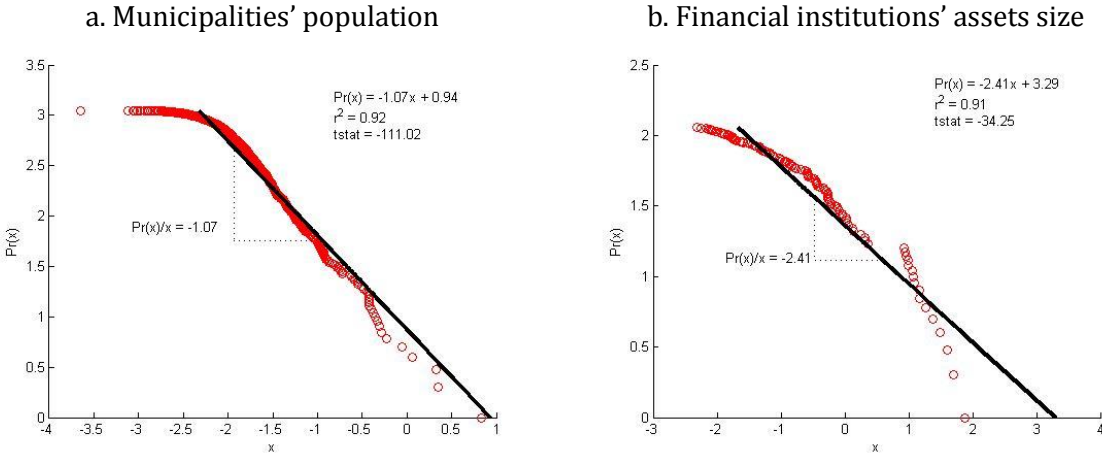 a. Municipalities’ population
3.5
3
2.5
2
1.5
1
0.5
0
Pr(x)
Pr(x) = -1.07x + 0.94
r² = 0.92
tstat = -111.02
Pr(x)/x = -1.07
-4 -3.5 -3 -2.5 -2 -1.5 -1 -0.5 0 0.5 1
x
b. Financial institutions’ assets size
2.5
2
1.5
1
0.5
0
Pr(x)
Pr(x) = -2.41x + 3.29
r² = 0.91
tstat = -34.25
Pr(x)/x = -2.41
-3 -2 -1 0 1 2 3 4
x